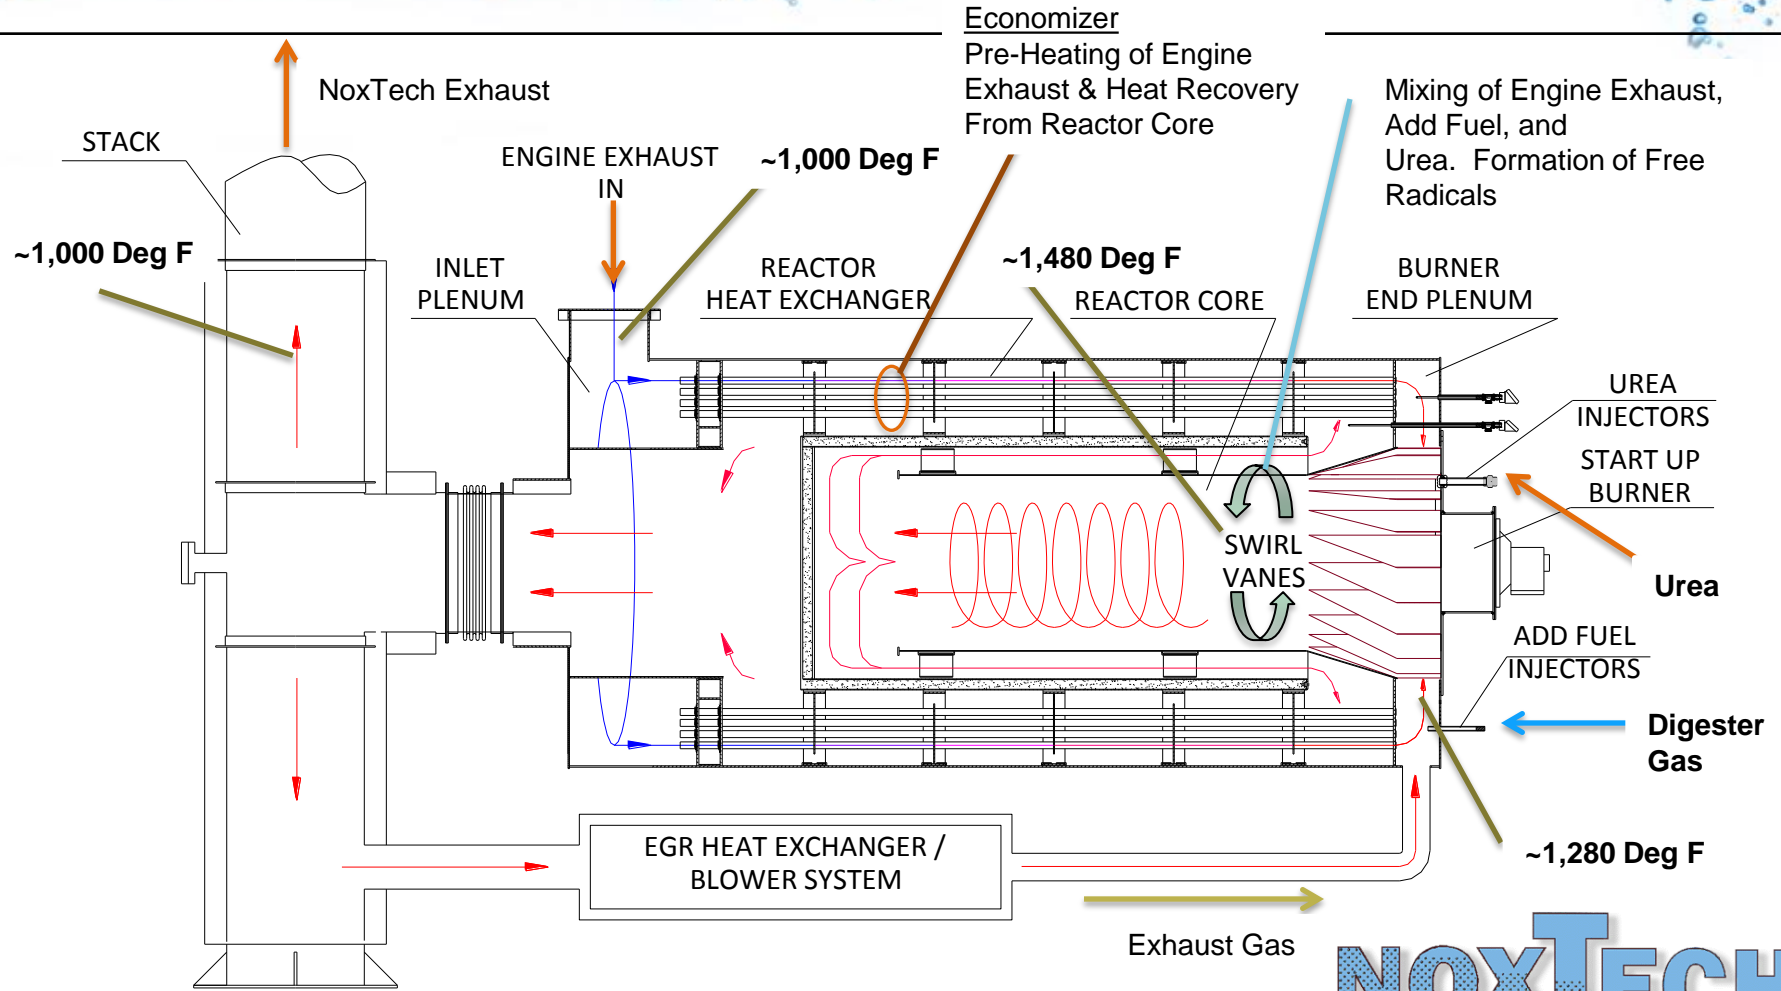 Economizer
Pre-Heating of Engine
Exhaust & Heat Recovery
From Reactor Core
NoxTech Exhaust
Mixing of Engine Exhaust,
Add Fuel, and
Urea.  Formation of Free
Radicals
STACK
ENGINE EXHAUST
IN
~1,000 Deg F
~1,000 Deg F
INLET
PLENUM
REACTOR
HEAT EXCHANGER
~1,480 Deg F
REACTOR CORE
BURNER
END PLENUM
UREA
INJECTORS
START UP
BURNER
SWIRL
VANES
Urea
ADD FUEL
INJECTORS
Digester
Gas
EGR HEAT EXCHANGER /
BLOWER SYSTEM
~1,280 Deg F
Exhaust Gas
NOXTECH